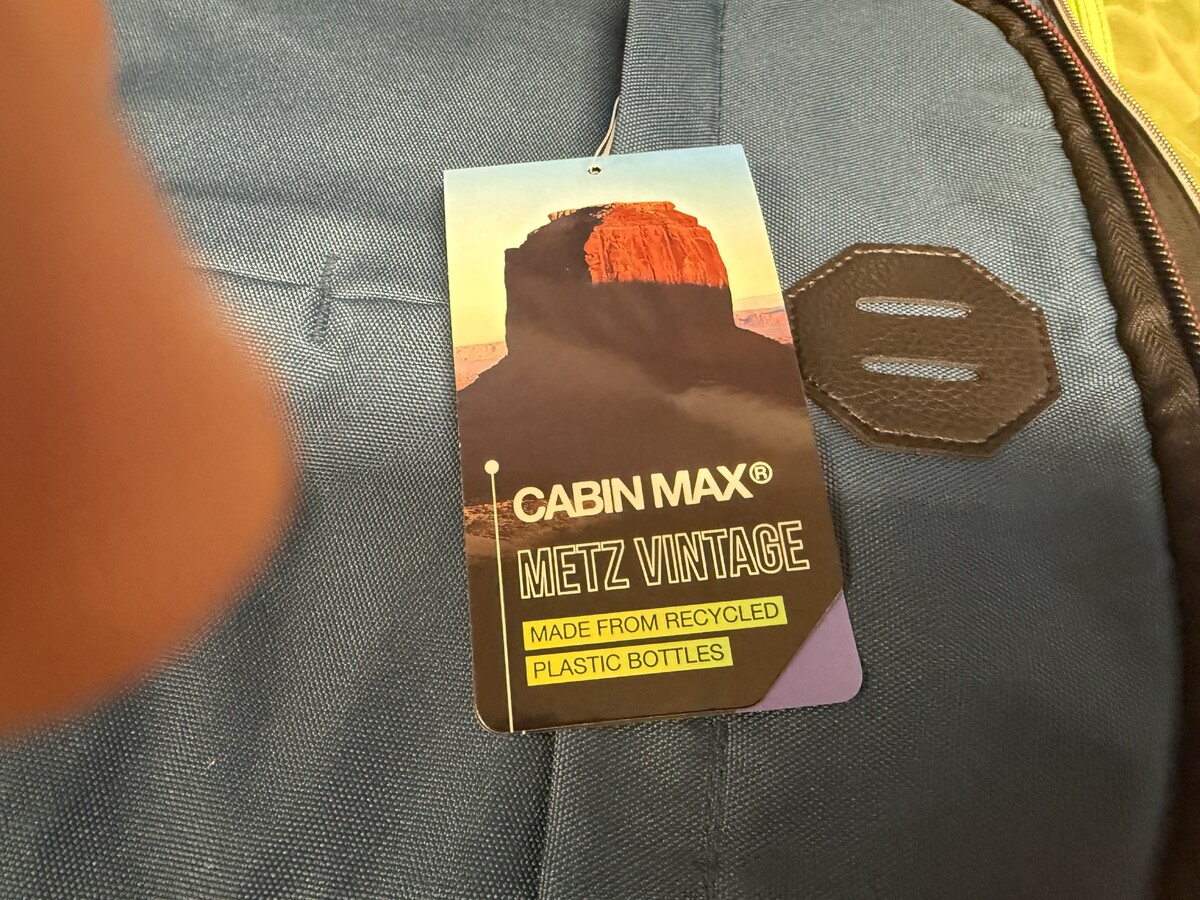 CABIN MAX®
METZ VINTAGE
MADE FROM RECYCLED
PLASTIC BOTTLES